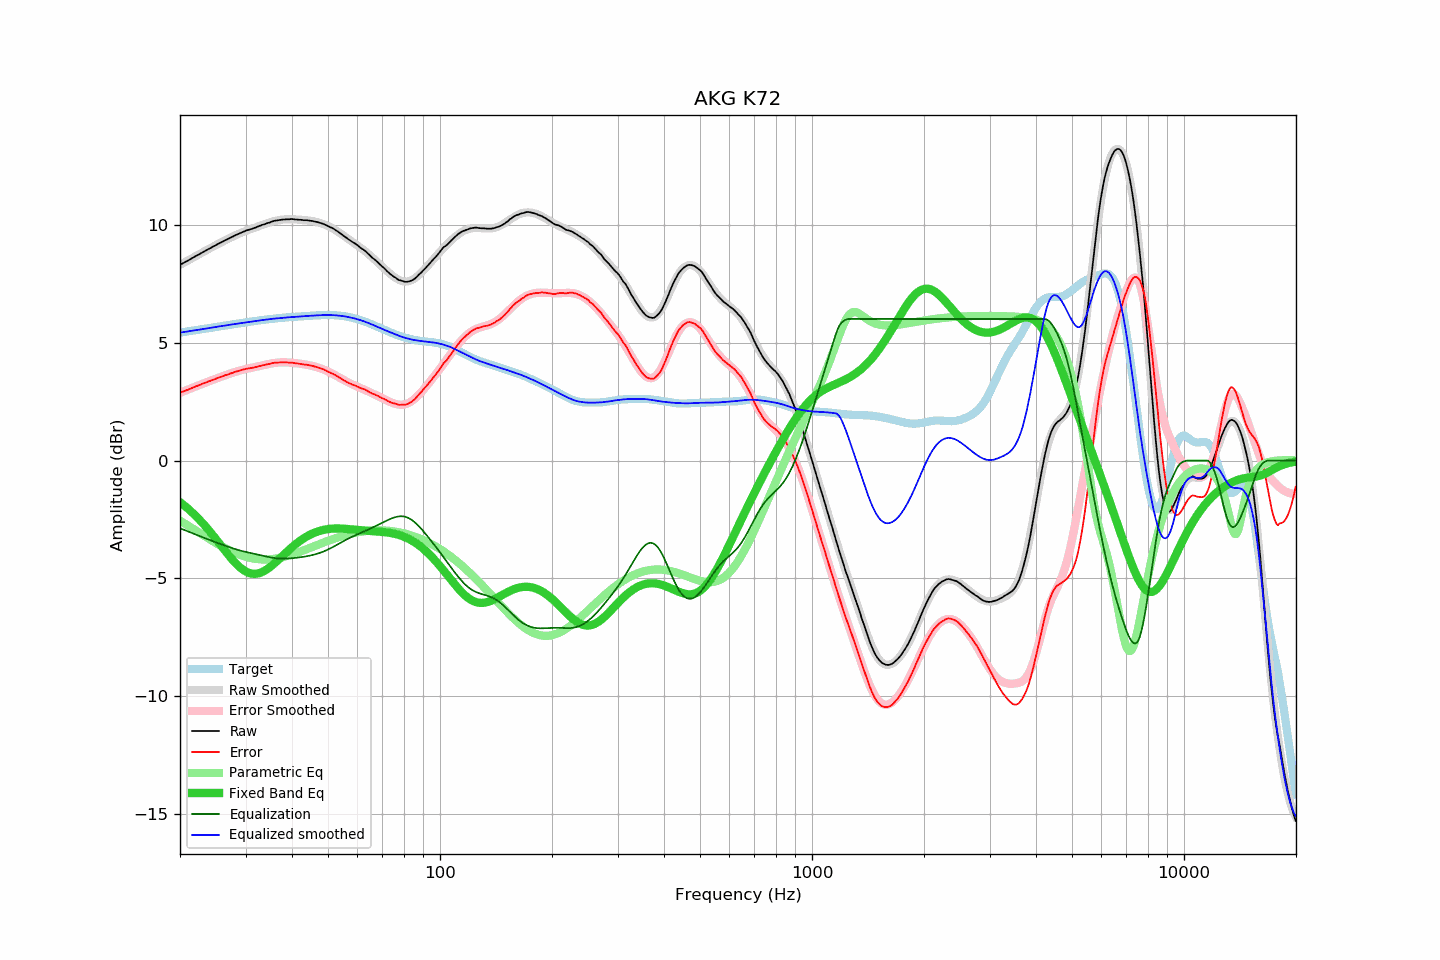 AKG K72
Amplitude (dBr)
10
5
0
−5
−10
−15
Target
Raw Smoothed
Error Smoothed
Raw
Error
Parametric Eq
Fixed Band Eq
Equalization
Equalized smoothed
100
1000
10000
Frequency (Hz)